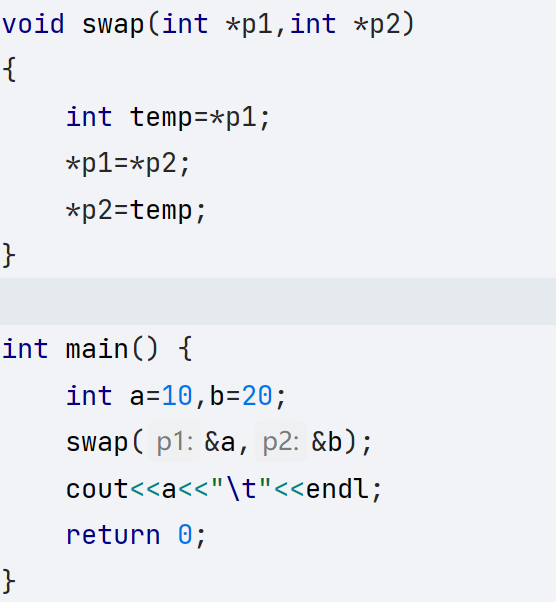 void swap(int *p1,int *p2)
{
    int temp=*p1;
    *p1=*p2;
    *p2=temp;
}

int main() {
    int a=10,b=20;
    swap( p1: &a, p2: &b);
    cout<<a<<"\t"<<endl;
    return 0;
}